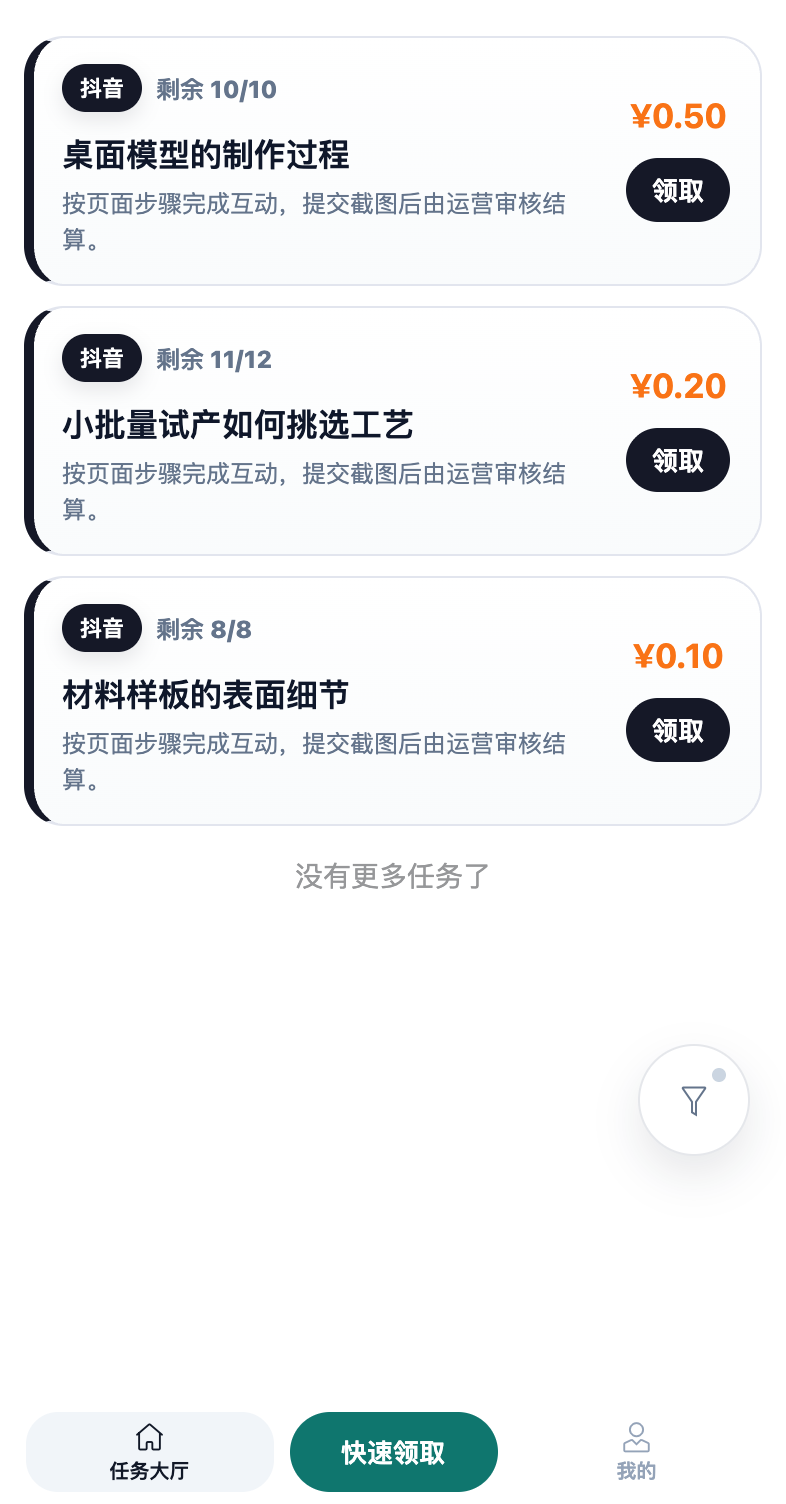 抖音 剩余 10/10
¥0.50
桌面模型的制作过程
领取
按页面步骤完成互动，提交截图后由运营审核结
算。
抖音 剩余 11/12
¥0.20
小批量试产如何挑选工艺
领取
按页面步骤完成互动，提交截图后由运营审核结
算。
抖音 剩余 8/8
¥0.10
材料样板的表面细节
领取
按页面步骤完成互动，提交截图后由运营审核结
算。
没有更多任务了
任务大厅
快速领取
我的